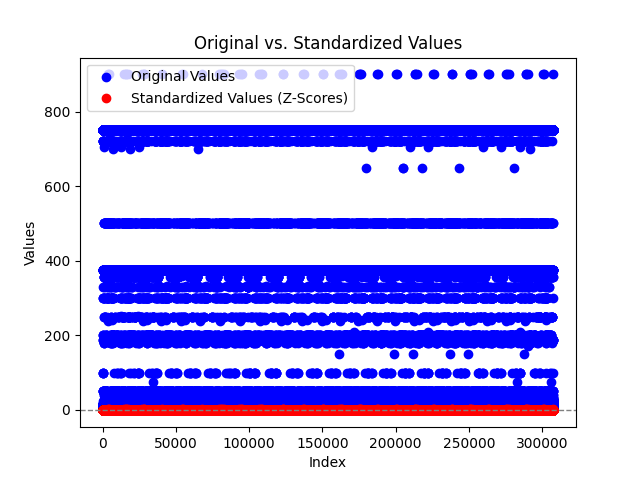 Original vs. Standardized Values
Original Values
Standardized Values (Z-Scores)
Values
800
600
400
200
0
0 50000 100000 150000 200000 250000 300000
Index